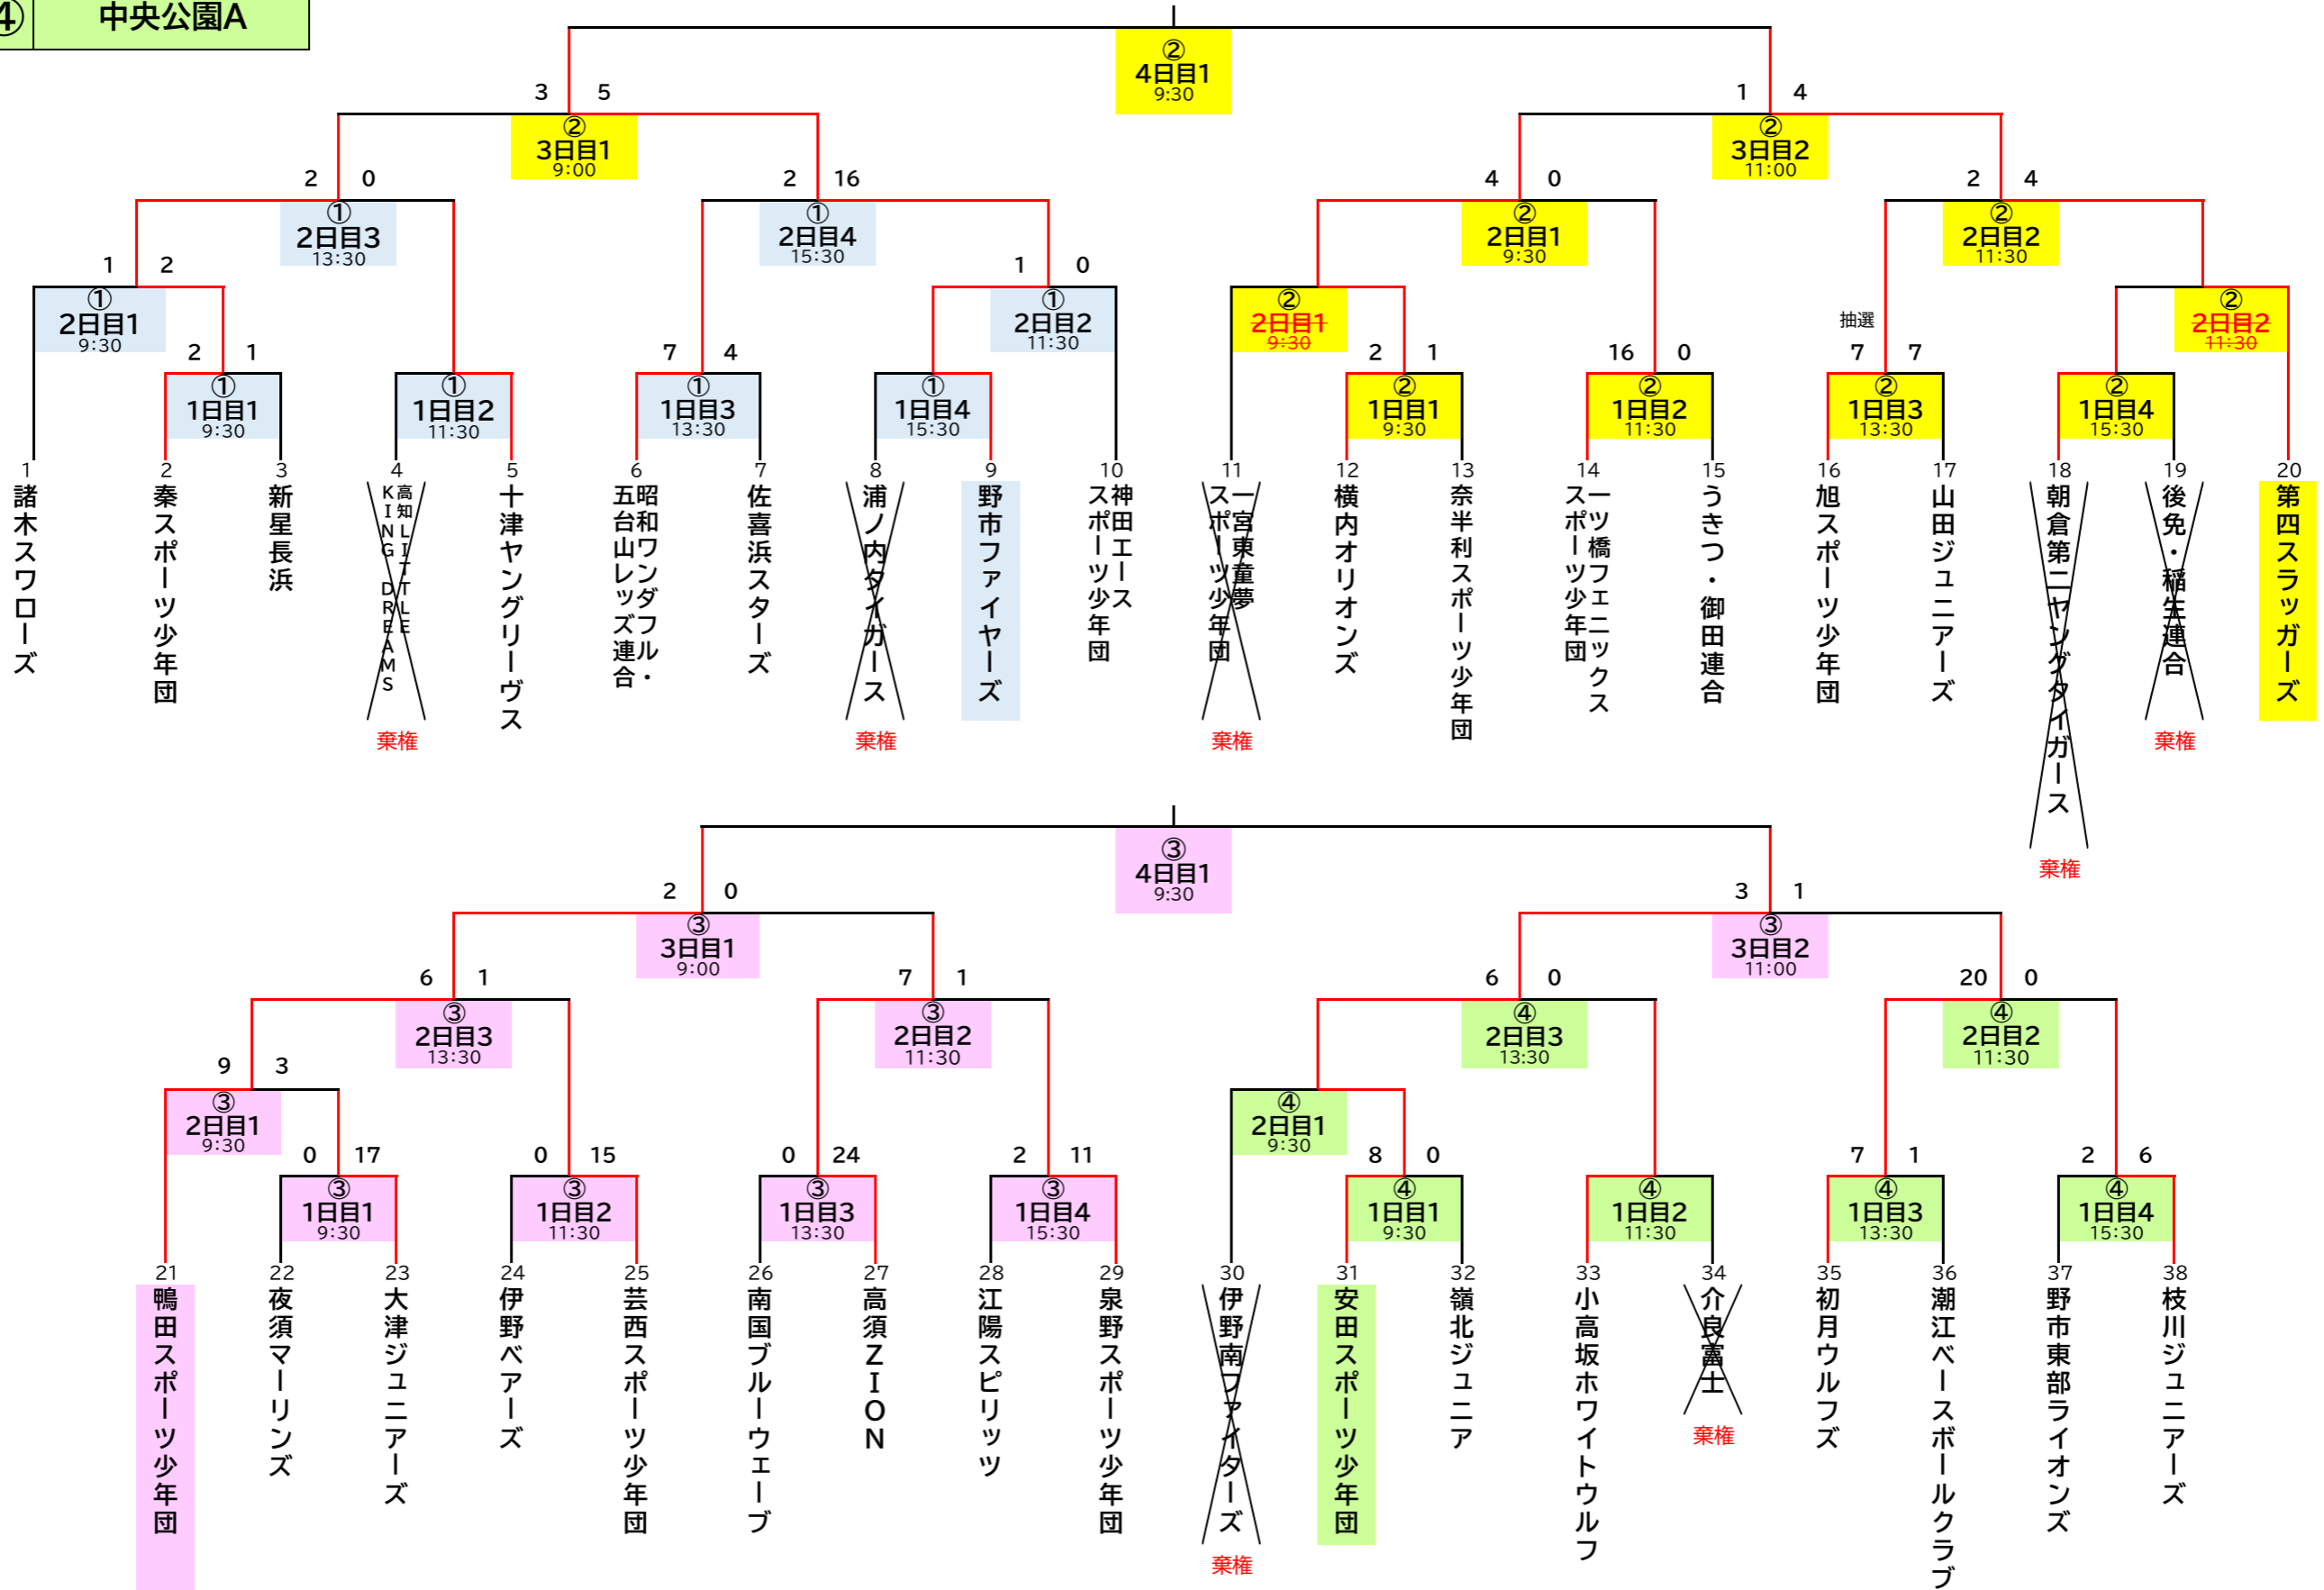 ④ 中央公園A
②
4日目1
9:30
3 5
1 4
②
3日目1
9:00
②
3日目2
11:00
2 0
2 16
4 0
2 4
①
2日目3
13:30
①
2日目4
15:30
②
2日目1
9:30
②
2日目2
11:30
1 2
1 0
①
2日目1
9:30
①
2日目2
11:30
②
2日目1
9:30
抽選
②
2日目2
11:30
2 1
7 4
2 1
16 0
7 7
①
1日目1
9:30
①
1日目2
11:30
①
1日目3
13:30
①
1日目4
15:30
②
1日目1
9:30
②
1日目2
11:30
②
1日目3
13:30
②
1日目4
15:30
1
諸木スワローズ
2
秦スポーツ少年団
3
新星長浜
4
高知LITTLE
KING DREAMS
棄権
5
十津ヤングリーヴス
6
昭和ワンダフル・
五台山レッズ連合
7
佐喜浜スターズ
8
浦ノ内タイガース
棄権
9
野市ファイヤーズ
10
神田エース
スポーツ少年団
11
一宮東童夢
スポーツ少年団
棄権
12
横内オリオンズ
13
奈半利スポーツ少年団
14
一ツ橋フェニックス
スポーツ少年団
15
うきつ・御田連合
16
旭スポーツ少年団
17
山田ジュニアーズ
18
朝倉第二ヤングタイガース
棄権
19
後免・稲生連合
棄権
20
第四スラッガーズ
③
4日目1
9:30
2 0
3 1
③
3日目1
9:00
③
3日目2
11:00
6 1
7 1
6 0
20 0
③
2日目3
13:30
③
2日目2
11:30
④
2日目3
13:30
④
2日目2
11:30
9 3
③
2日目1
9:30
④
2日目1
9:30
0 17
0 15
0 24
2 11
8 0
7 1
2 6
③
1日目1
9:30
③
1日目2
11:30
③
1日目3
13:30
③
1日目4
15:30
④
1日目1
9:30
④
1日目2
11:30
④
1日目3
13:30
④
1日目4
15:30
21
鴨田スポーツ少年団
22
夜須マーリンズ
23
大津ジュニアーズ
24
伊野ベアーズ
25
芸西スポーツ少年団
26
南国ブルーウェーブ
27
高須ZION
28
江陽スピリッツ
29
泉野スポーツ少年団
30
伊野南ファイターズ
棄権
31
安田スポーツ少年団
32
嶺北ジュニア
33
小高坂ホワイトウルフ
34
介良富士
棄権
35
初月ウルフズ
36
潮江ベースボールクラブ
37
野市東部ライオンズ
38
枝川ジュニアーズ